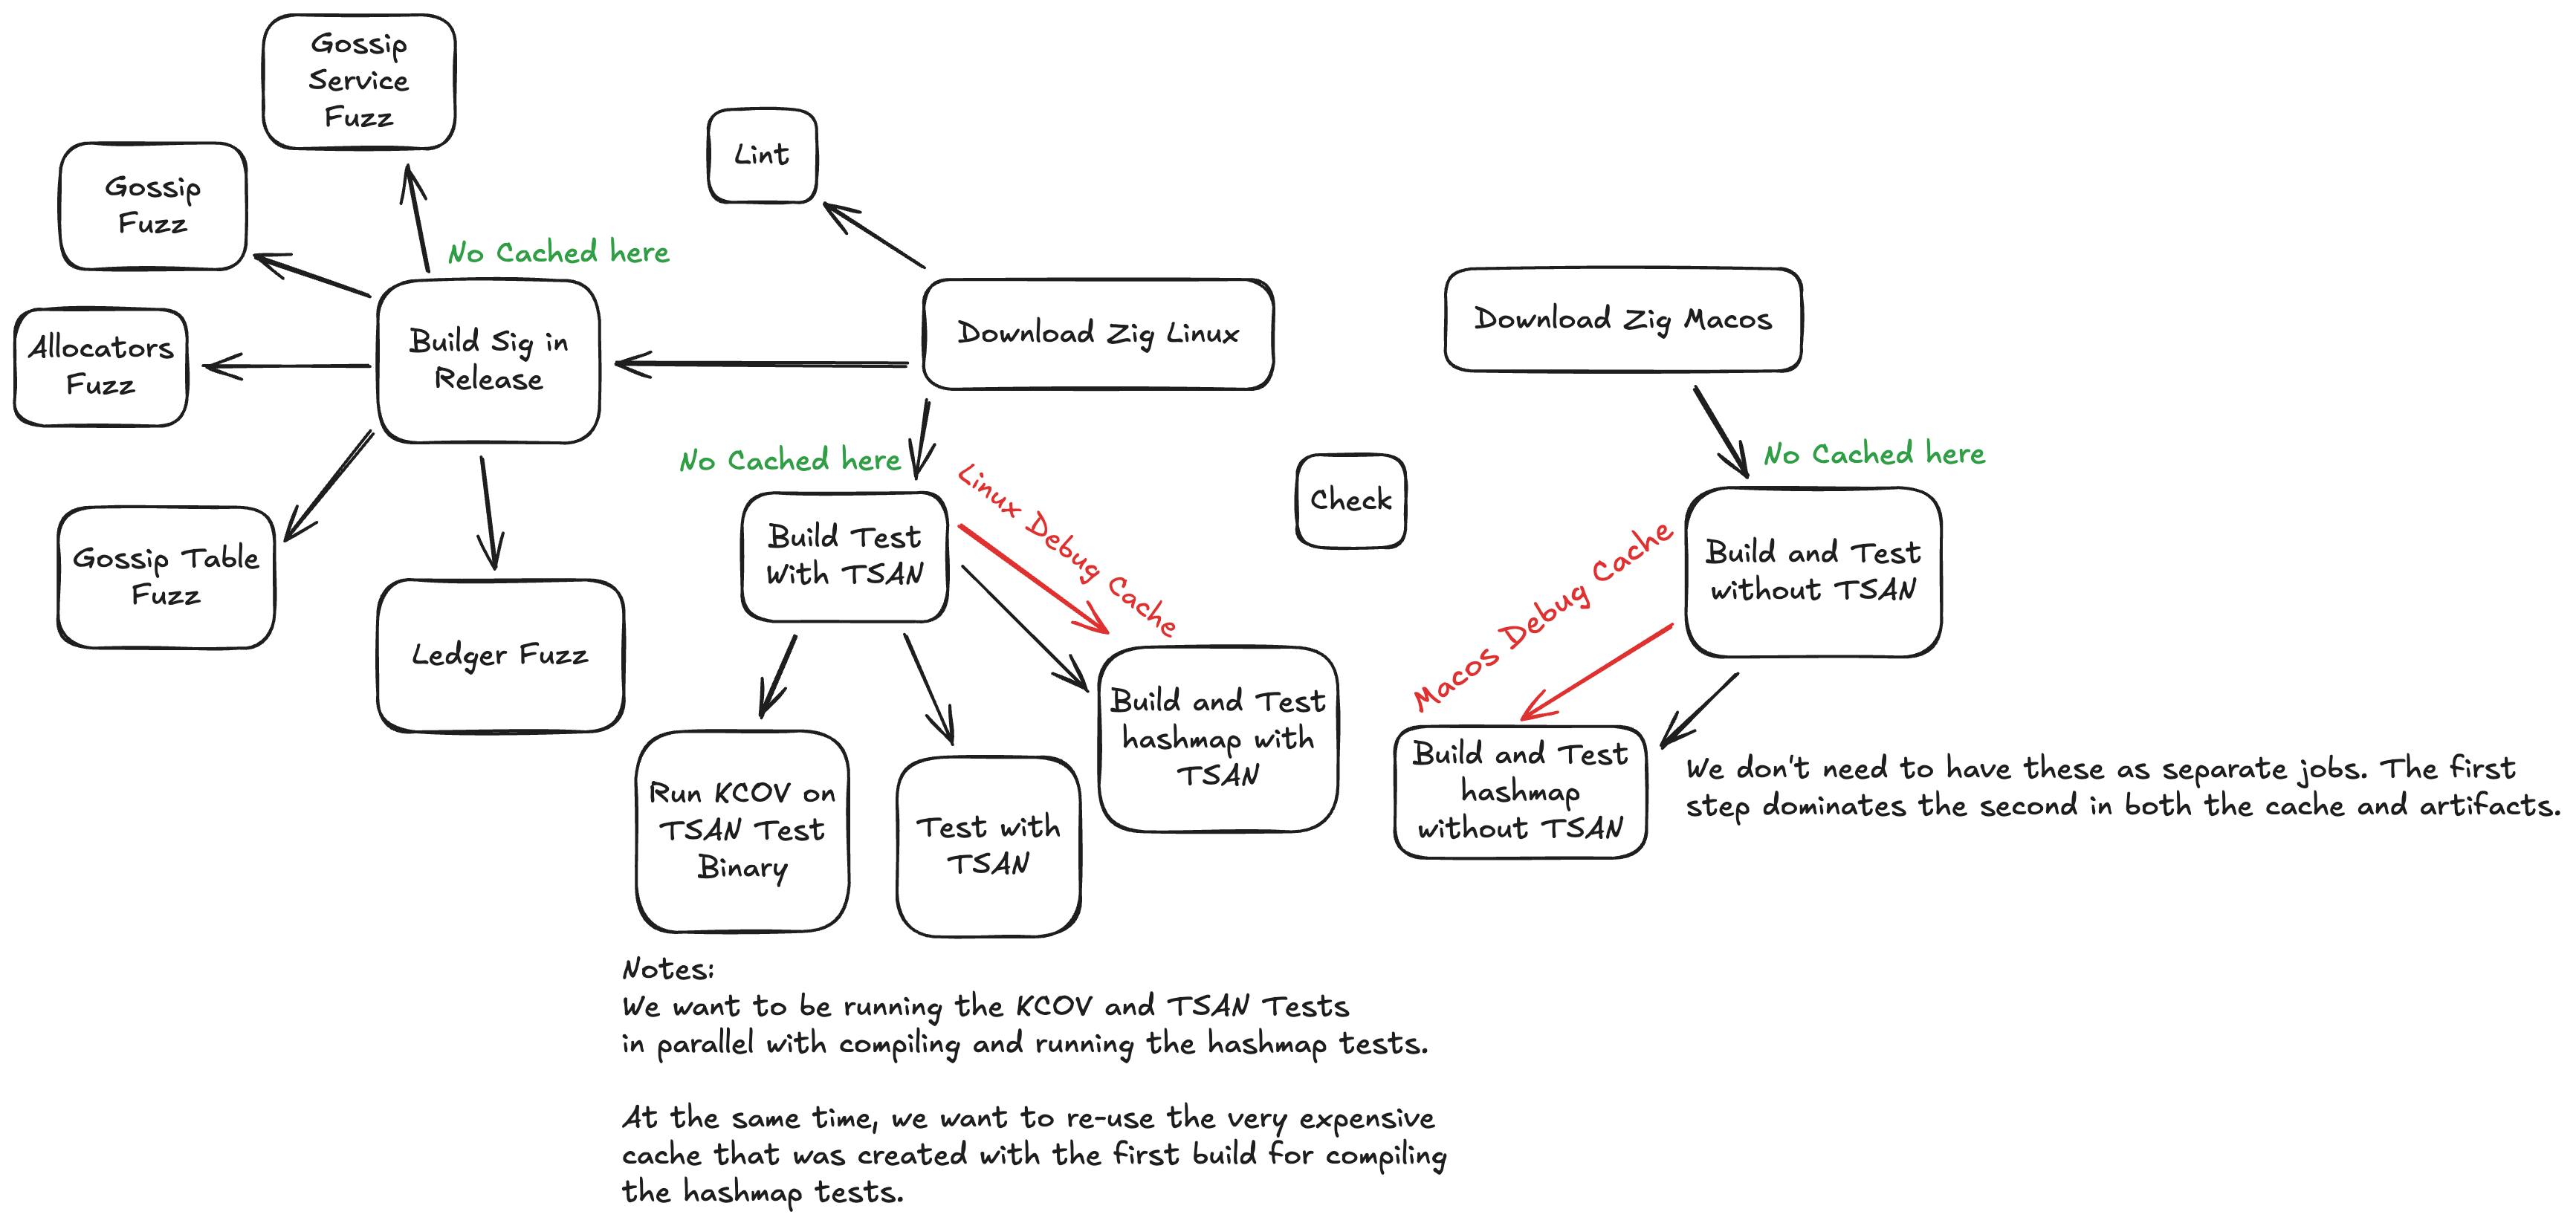 Gossip
Service
Fuzz
Gossip
Fuzz
Allocators
Fuzz
Gossip Table
Fuzz
Ledger Fuzz
No Cached here
Build Sig in
Release
Lint
Download Zig Linux
No Cached here
Build Test
With TSAN
Linux Debug Cache
Run KCOV on
TSAN Test
Binary
Test with
TSAN
Build and Test
hashmap with
TSAN
Check
Download Zig Macos
No Cached here
Build and Test
without TSAN
Macos Debug Cache
Build and Test
hashmap
without TSAN
We don't need to have these as separate jobs. The first
step dominates the second in both the cache and artifacts.
Notes:
We want to be running the KCOV and TSAN Tests
in parallel with compiling and running the hashmap tests.
At the same time, we want to re-use the very expensive
cache that was created with the first build for compiling
the hashmap tests.